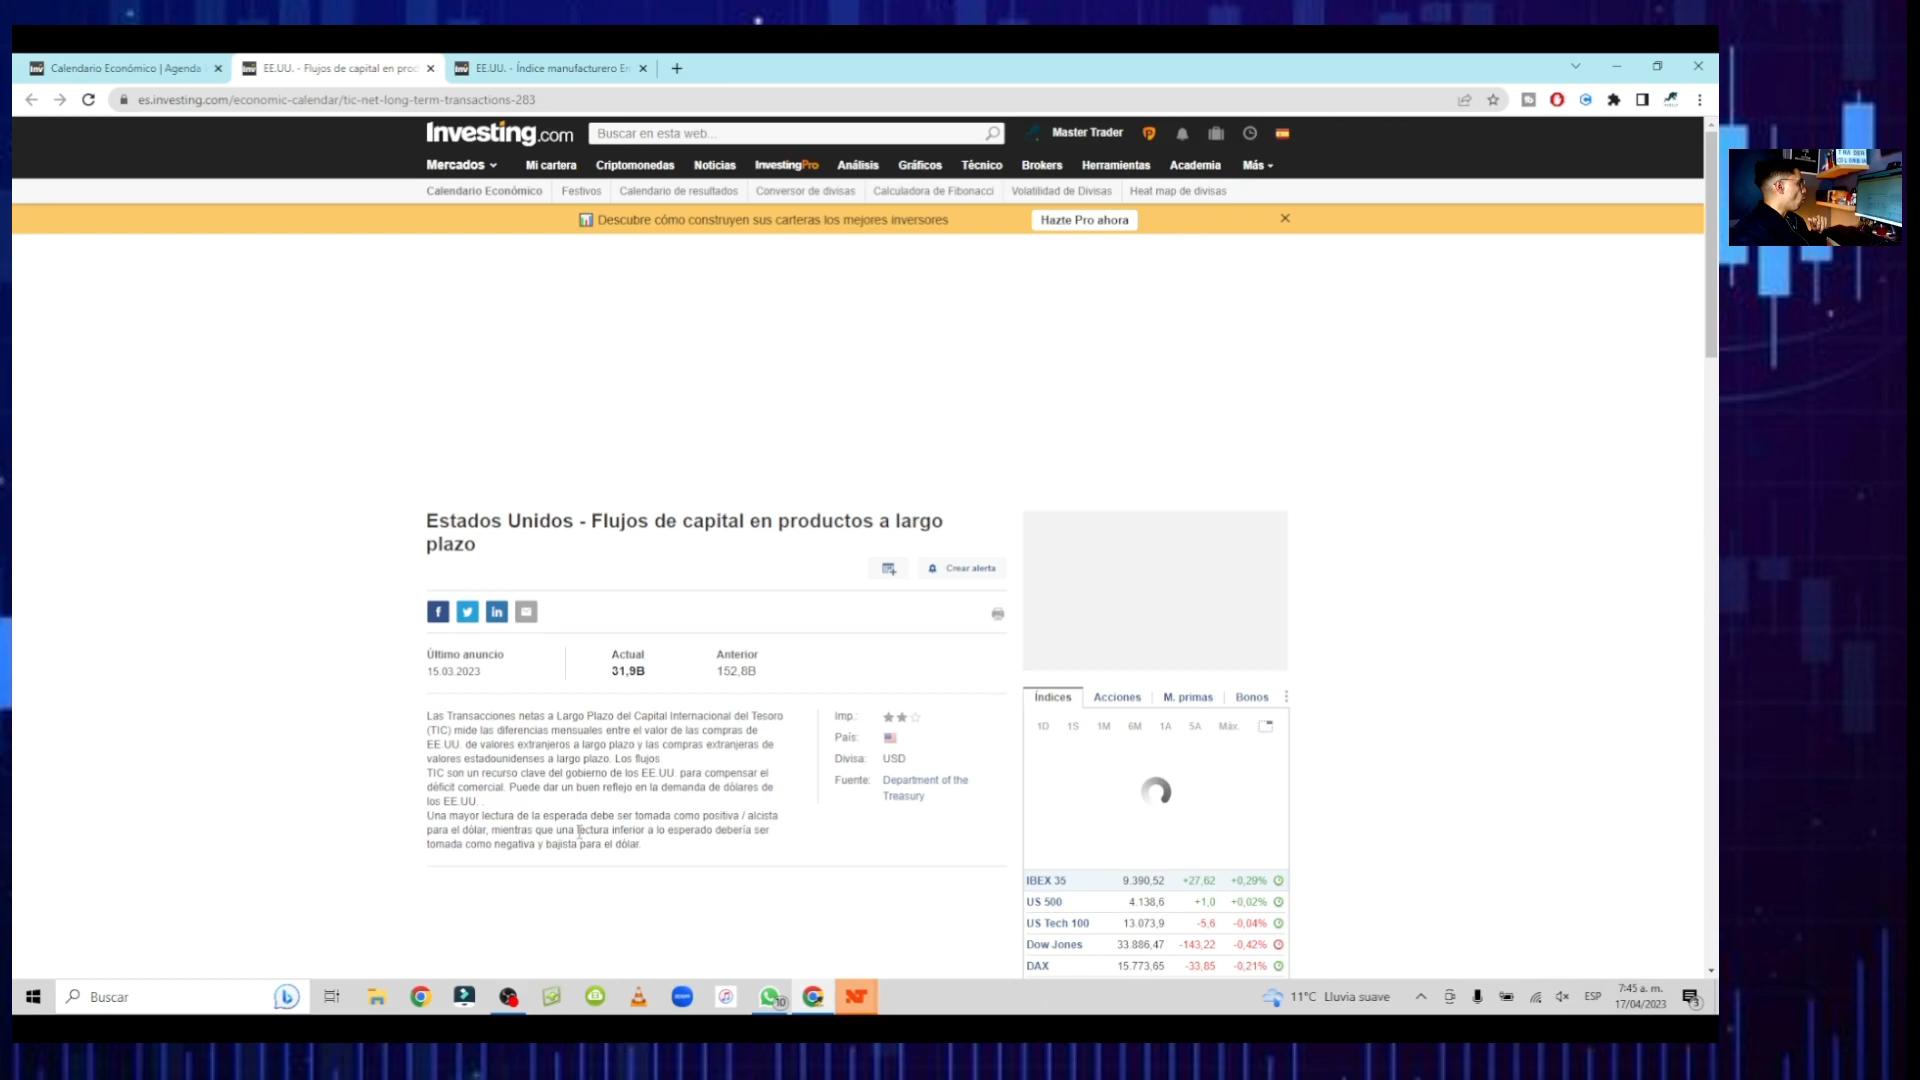 Calendario Económico | Agenda
EE.UU. - Flujos de capital en prod
EE.UU. - Índice manufacturero En
es.investing.com/economic-calendar/tic-net-long-term-transactions-283
Investing.com
Buscar en esta web...
Master Trader
Mercados
Mi cartera
Criptomonedas
Noticias
InvestingPro
Análisis
Gráficos
Técnico
Brokers
Herramientas
Academia
Más
Calendario Económico
Festivos
Calendario de resultados
Conversor de divisas
Calculadora de Fibonacci
Volatilidad de Divisas
Heat map de divisas
Descubre cómo construyen sus carteras los mejores inversores
Hazte Pro ahora
Estados Unidos - Flujos de capital en productos a largo
plazo
Crear alerta
Último anuncio
15.03.2023
Actual
31,9B
Anterior
152,8B
Las Transacciones netas a Largo Plazo del Capital Internacional del Tesoro
(TIC) mide las diferencias mensuales entre el valor de las compras de
EE.UU. de valores extranjeros a largo plazo y las compras extranjeras de
valores estadounidenses a largo plazo. Los flujos
TIC son un recurso clave del gobierno de los EE.UU. para compensar el
déficit comercial. Puede dar un buen reflejo en la demanda de dólares de
los EE.UU. .
Una mayor lectura de la esperada debe ser tomada como positiva / alcista
para el dólar, mientras que una lectura inferior a lo esperado debería ser
tomada como negativa y bajista para el dólar.
Imp.:
País:
Divisa: USD
Fuente: Department of the
Treasury
Índices
Acciones
M. primas
Bonos
1D 1S 1M 6M 1A 5A Máx.
IBEX 35 9.390,52 +27,62 +0,29%
US 500 4.138,6 +1,0 +0,02%
US Tech 100 13.073,9 -5,6 -0,04%
Dow Jones 33.886,47 -143,22 -0,42%
DAX 15.773,65 -33,85 -0,21%
Buscar
10
11°C Lluvia suave
ESP
7:45 a. m.
17/04/2023
3